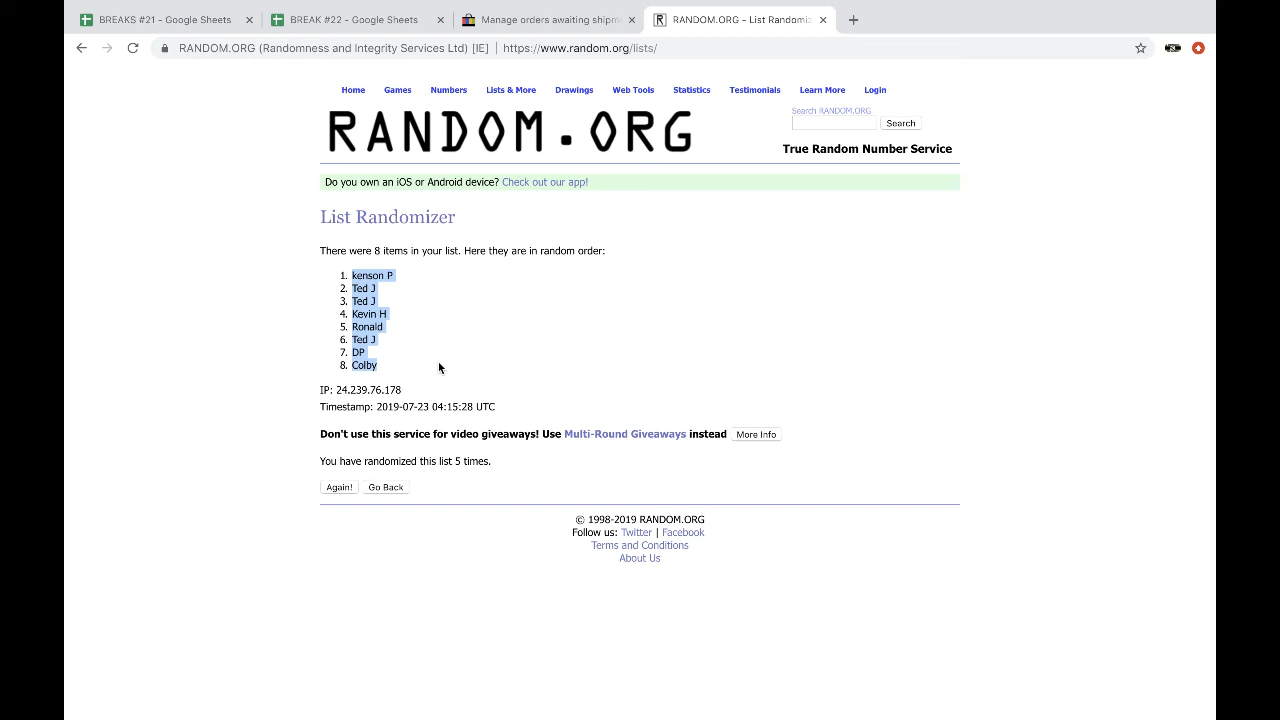 BREAKS #21 - Google Sheets
BREAK #22 - Google Sheets
Manage orders awaiting shipm
RANDOM.ORG - List Randomiz
RANDOM.ORG (Randomness and Integrity Services Ltd) [IE] | https://www.random.org/lists/
Home Games Numbers Lists & More Drawings Web Tools Statistics Testimonials Learn More Login
RANDOM.ORG
Search RANDOM.ORG
Search
True Random Number Service
Do you own an iOS or Android device? Check out our app!
List Randomizer
There were 8 items in your list. Here they are in random order:
1. kenson P
2. Ted J
3. Ted J
4. Kevin H
5. Ronald
6. Ted J
7. DP
8. Colby
IP: 24.239.76.178
Timestamp: 2019-07-23 04:15:28 UTC
Don't use this service for video giveaways! Use Multi-Round Giveaways instead More Info
You have randomized this list 5 times.
Again! Go Back
© 1998-2019 RANDOM.ORG
Follow us: Twitter | Facebook
Terms and Conditions
About Us